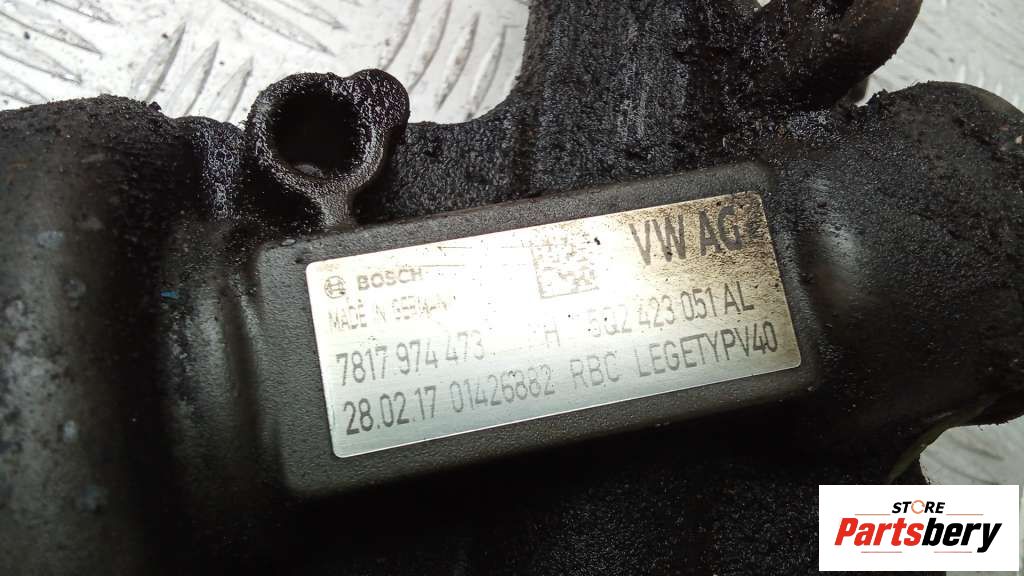 BOSCH VW AG
MADE IN GERMANY
7817 974 473 H 5Q2 423 051 AL
28.02.17 01426882 RBC LEGETYPV40
STORE
Partsbery